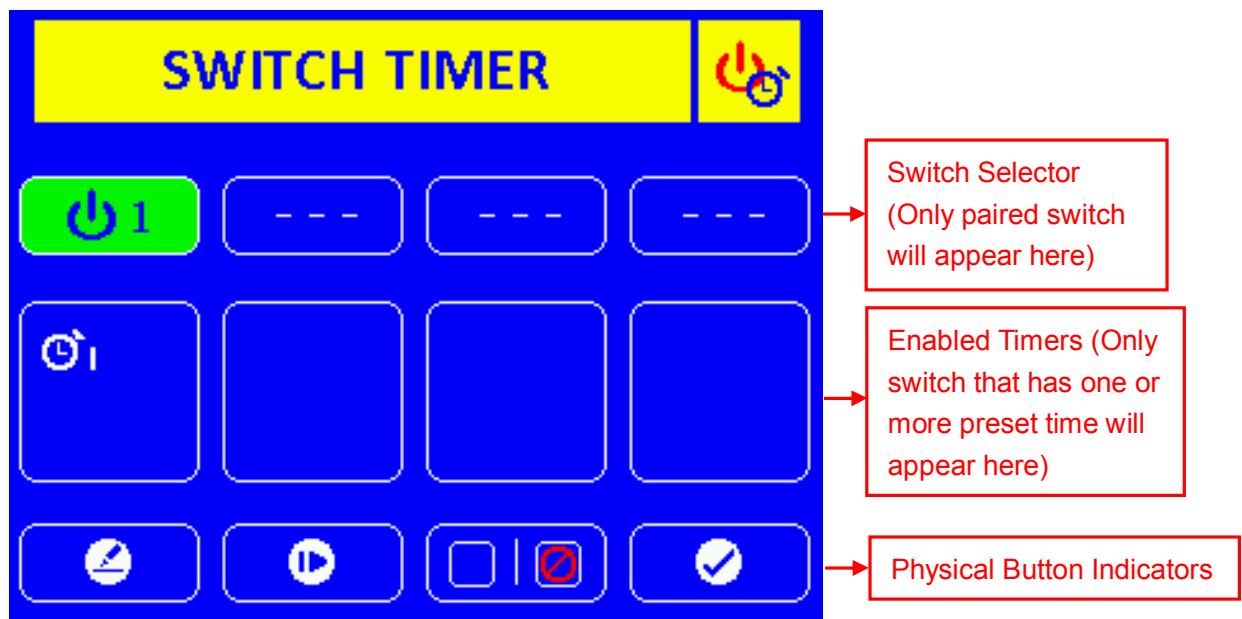 SWITCH TIMER
1
- - -
- - -
- - -
Switch Selector
(Only paired switch
will appear here)
1
Enabled Timers (Only
switch that has one or
more preset time will
appear here)
Physical Button Indicators